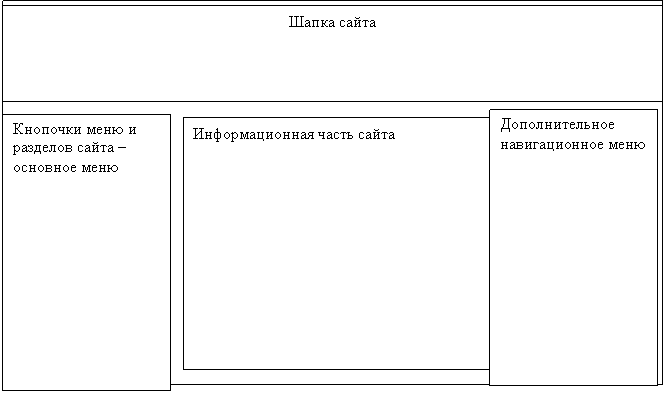 Шапка сайта
Кнопочки меню и
разделов сайта –
основное меню
Информационная часть сайта
Дополнительное
навигационное меню